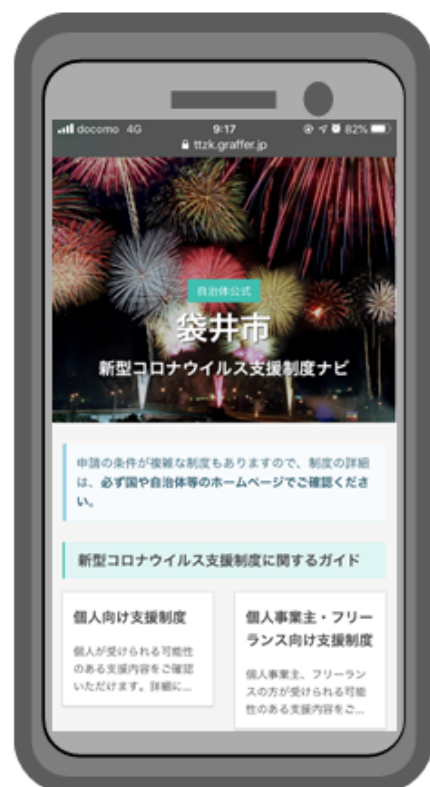 docomo 4G 9:17 82%
ttzk.graffer.jp
自治体公式
袋井市
新型コロナウイルス支援制度ナビ
申請の条件が複雑な制度もありますので、制度の詳細
は、必ず国や自治体等のホームページでご確認くださ
い。
新型コロナウイルス支援制度に関するガイド
個人向け支援制度
個人が受けられる可能性
のある支援内容をご確認
いただけます。詳細に...
個人事業主・フリー
ランス向け支援制度
個人事業主、フリーラン
スの方が受けられる可能
性のある支援内容をご...